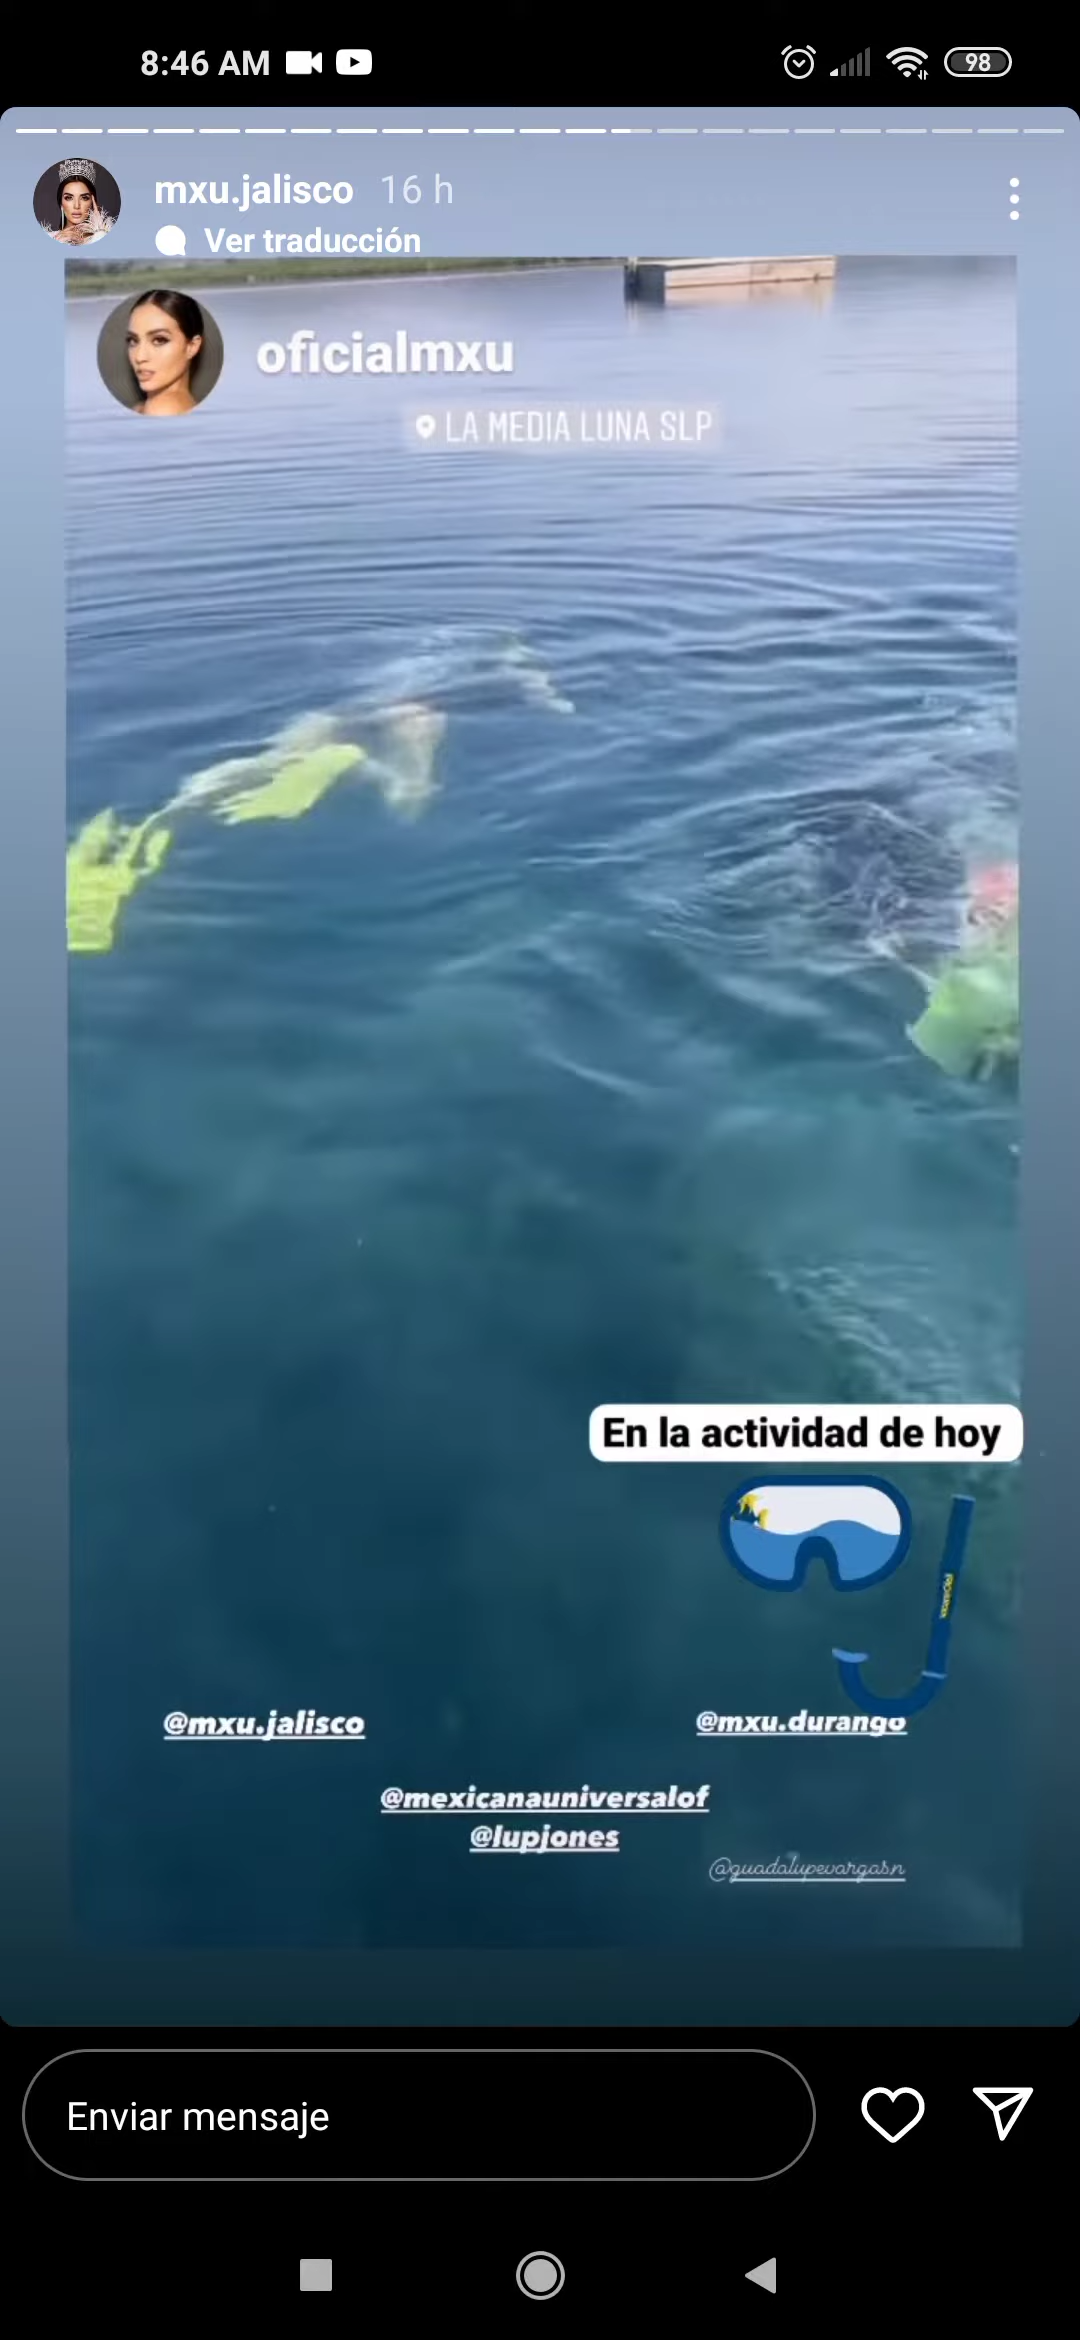 8:46 AM
98
mxu.jalisco 16 h
Ver traducción
oficialmxu
LA MEDIA LUNA SLP
En la actividad de hoy
@mxu.jalisco
@mxu.durango
@mexicanauniversalof
@lupjones
@guadalupevargasn
Enviar mensaje